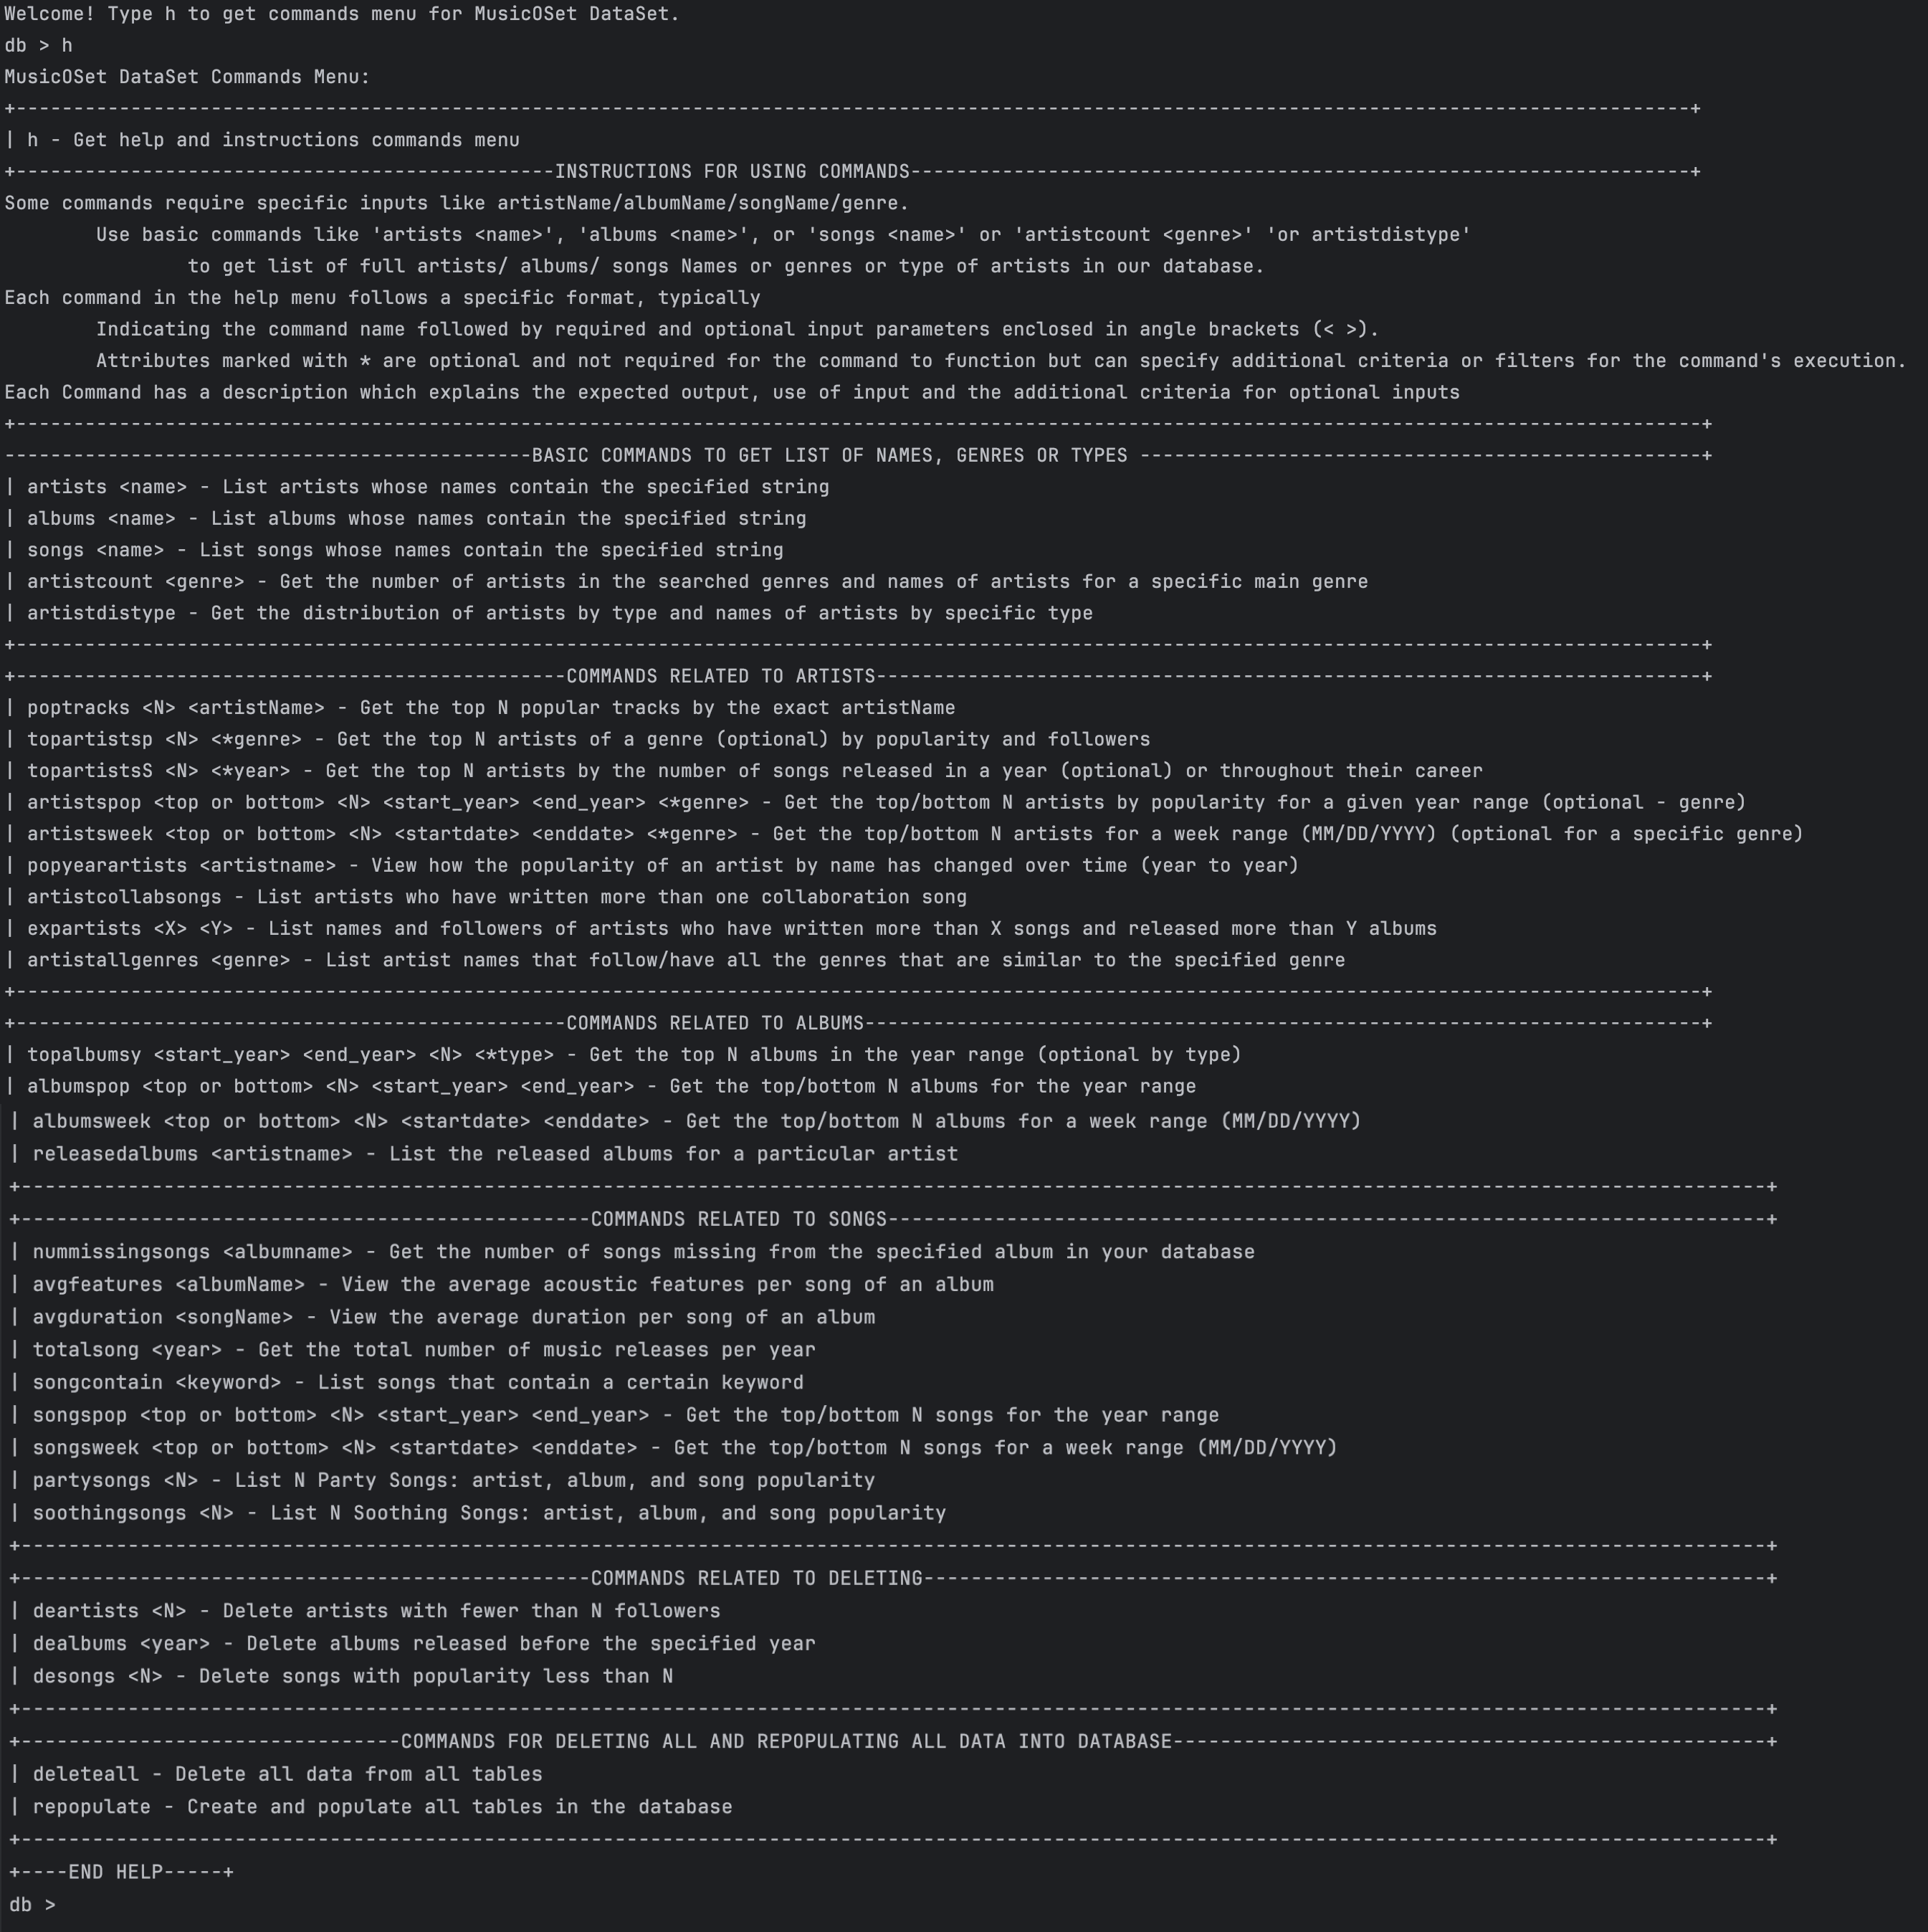 Welcome! Type h to get commands menu for MusicOSet DataSet.
db > h
MusicOSet DataSet Commands Menu:
+--------------------------------------------------------------------------------------------------------------------------------------------------+
| h - Get help and instructions commands menu
+-----------------------------------------------INSTRUCTIONS FOR USING COMMANDS--------------------------------------------------------------------+
Some commands require specific inputs like artistName/albumName/songName/genre.
        Use basic commands like 'artists <name>', 'albums <name>', or 'songs <name>' or 'artistcount <genre>' 'or artistdistype'
                to get list of full artists/ albums/ songs Names or genres or type of artists in our database.
Each command in the help menu follows a specific format, typically
        Indicating the command name followed by required and optional input parameters enclosed in angle brackets (< >).
        Attributes marked with * are optional and not required for the command to function but can specify additional criteria or filters for the command's execution.
Each Command has a description which explains the expected output, use of input and the additional criteria for optional inputs
+---------------------------------------------------------------------------------------------------------------------------------------------------+
----------------------------------------------BASIC COMMANDS TO GET LIST OF NAMES, GENRES OR TYPES -------------------------------------------------+
| artists <name> - List artists whose names contain the specified string
| albums <name> - List albums whose names contain the specified string
| songs <name> - List songs whose names contain the specified string
| artistcount <genre> - Get the number of artists in the searched genres and names of artists for a specific main genre
| artistdistype - Get the distribution of artists by type and names of artists by specific type
+---------------------------------------------------------------------------------------------------------------------------------------------------+
+------------------------------------------------COMMANDS RELATED TO ARTISTS------------------------------------------------------------------------+
| poptracks <N> <artistName> - Get the top N popular tracks by the exact artistName
| topartistsp <N> <*genre> - Get the top N artists of a genre (optional) by popularity and followers
| topartistsS <N> <*year> - Get the top N artists by the number of songs released in a year (optional) or throughout their career
| artistspop <top or bottom> <N> <start_year> <end_year> <*genre> - Get the top/bottom N artists by popularity for a given year range (optional - genre)
| artistsweek <top or bottom> <N> <startdate> <enddate> <*genre> - Get the top/bottom N artists for a week range (MM/DD/YYYY) (optional for a specific genre)
| popyearartists <artistname> - View how the popularity of an artist by name has changed over time (year to year)
| artistcollabsongs - List artists who have written more than one collaboration song
| expartists <X> <Y> - List names and followers of artists who have written more than X songs and released more than Y albums
| artistallgenres <genre> - List artist names that follow/have all the genres that are similar to the specified genre
+---------------------------------------------------------------------------------------------------------------------------------------------------+
+------------------------------------------------COMMANDS RELATED TO ALBUMS-------------------------------------------------------------------------+
| topalbumsy <start_year> <end_year> <N> <*type> - Get the top N albums in the year range (optional by type)
| albumspop <top or bottom> <N> <start_year> <end_year> - Get the top/bottom N albums for the year range
| albumsweek <top or bottom> <N> <startdate> <enddate> - Get the top/bottom N albums for a week range (MM/DD/YYYY)
| releasedalbums <artistname> - List the released albums for a particular artist
+---------------------------------------------------------------------------------------------------------------------------------------------------+
+------------------------------------------------COMMANDS RELATED TO SONGS--------------------------------------------------------------------------+
| nummissingsongs <albumname> - Get the number of songs missing from the specified album in your database
| avgfeatures <albumName> - View the average acoustic features per song of an album
| avgduration <songName> - View the average duration per song of an album
| totalsong <year> - Get the total number of music releases per year
| songcontain <keyword> - List songs that contain a certain keyword
| songspop <top or bottom> <N> <start_year> <end_year> - Get the top/bottom N songs for the year range
| songsweek <top or bottom> <N> <startdate> <enddate> - Get the top/bottom N songs for a week range (MM/DD/YYYY)
| partysongs <N> - List N Party Songs: artist, album, and song popularity
| soothingsongs <N> - List N Soothing Songs: artist, album, and song popularity
+---------------------------------------------------------------------------------------------------------------------------------------------------+
+------------------------------------------------COMMANDS RELATED TO DELETING-----------------------------------------------------------------------+
| deartists <N> - Delete artists with fewer than N followers
| dealbums <year> - Delete albums released before the specified year
| desongs <N> - Delete songs with popularity less than N
+---------------------------------------------------------------------------------------------------------------------------------------------------+
+--------------------------------COMMANDS FOR DELETING ALL AND REPOPULATING ALL DATA INTO DATABASE--------------------------------------------------+
| deleteall - Delete all data from all tables
| repopulate - Create and populate all tables in the database
+---------------------------------------------------------------------------------------------------------------------------------------------------+
+----END HELP-----+
db >